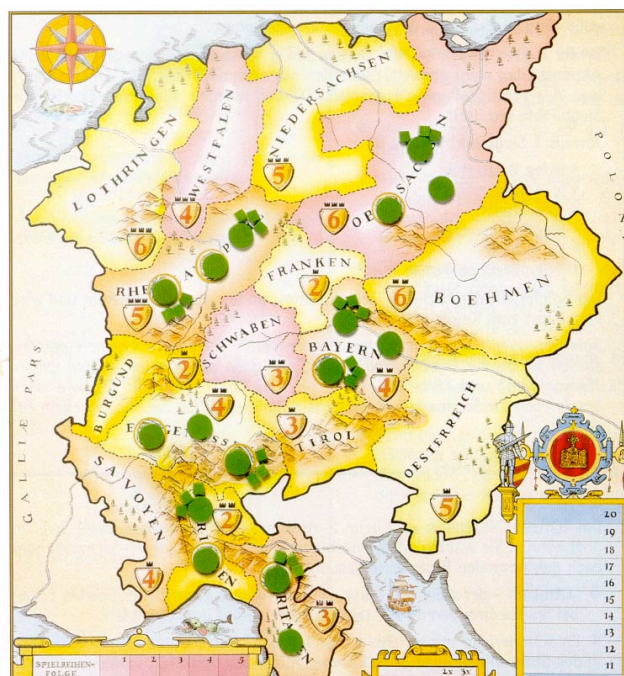 NIEDERSACHSEN
WESTFALEN
LOTHRINGEN
5
4
6
6
FRANKEN
2
6
BOEHMEN
5
SCHWABEN
BAYERN
BURGUND
2
3
4
4
3
TIROL
OESTERREICH
SAVOYEN
2
5
4
3
GALLIÆ PARS
20
19
18
17
16
15
14
13
12
11
SPIELREIHEN-
FOLGE
1 2 3 4 5
2x 3x